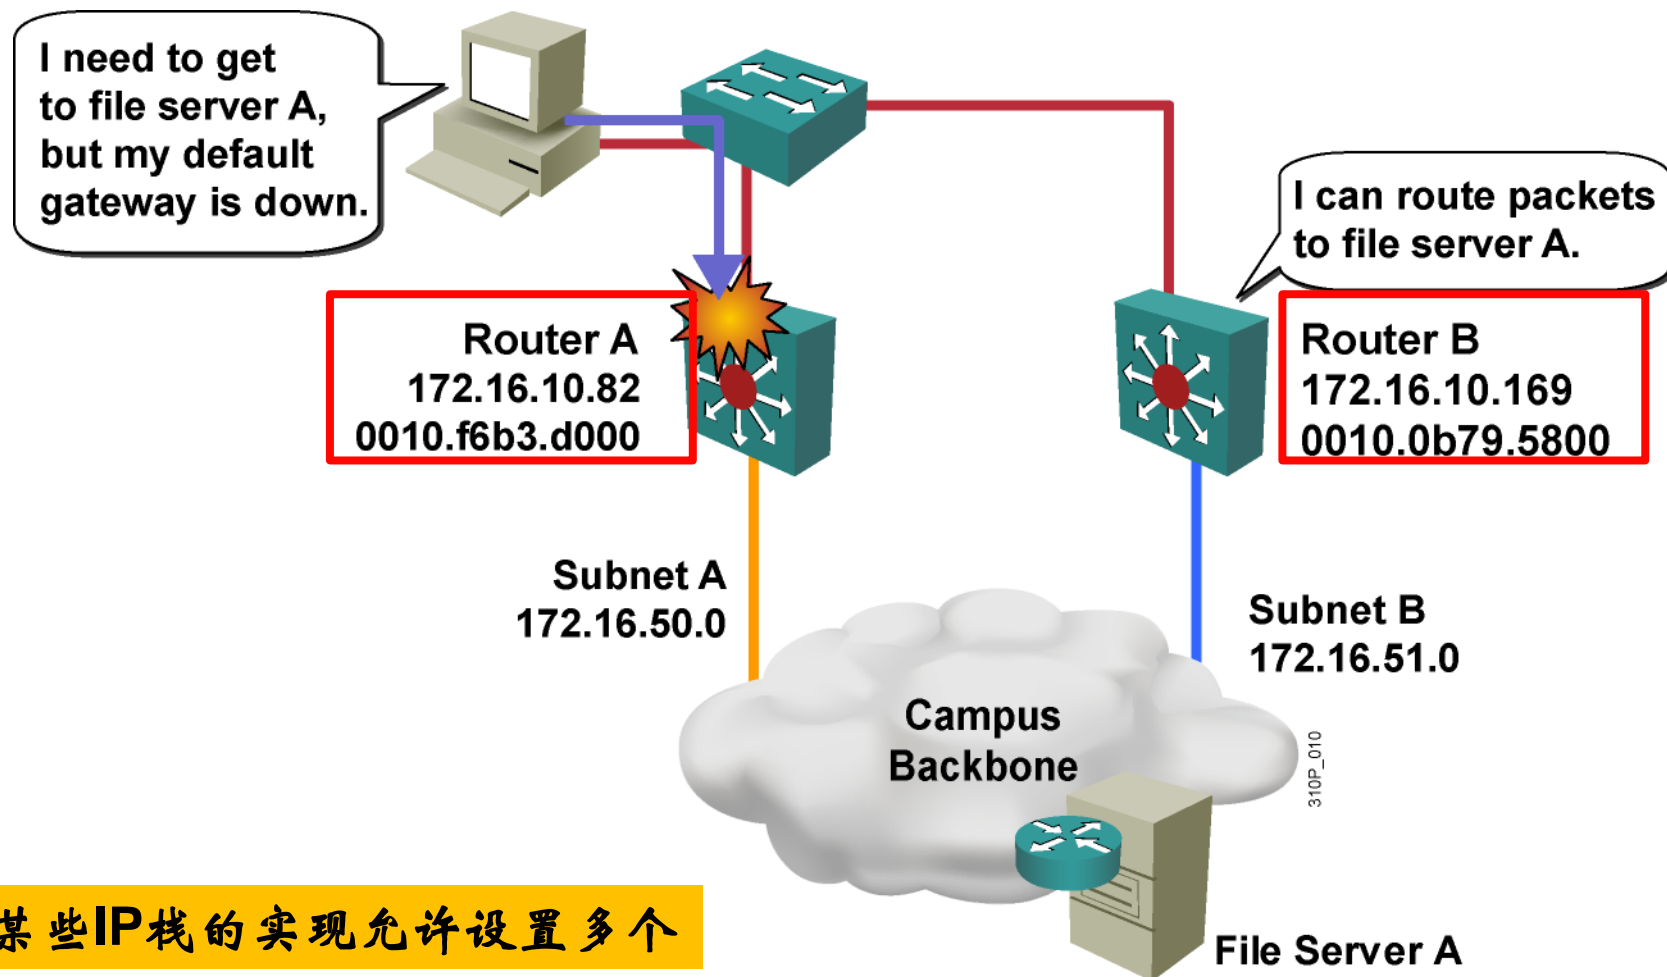 I need to get
to file server A,
but my default
gateway is down.
I can route packets
to file server A.
Router A
172.16.10.82
0010.f6b3.d000
Router B
172.16.10.169
0010.0b79.5800
Subnet A
172.16.50.0
Subnet B
172.16.51.0
Campus
Backbone
310P_010
某些IP栈的实现允许设置多个
File Server A